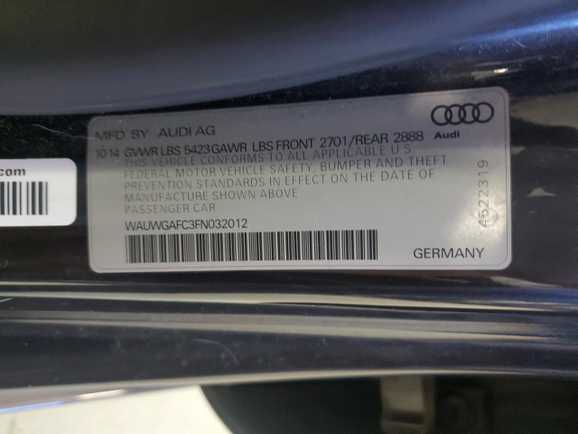 MFD BY AUDI AG
10 14 GVWR LBS 5423 GAWR LBS FRONT 2701/REAR 2888
Audi
THIS VEHICLE CONFORMS TO ALL APPLICABLE U S
FEDERAL MOTOR VEHICLE SAFETY, BUMPER AND THEFT
PREVENTION STANDARDS IN EFFECT ON THE DATE OF
MANUFACTURE SHOWN ABOVE
PASSENGER CAR
WAUWGAFC3FN032012
GERMANY
4522319
.com